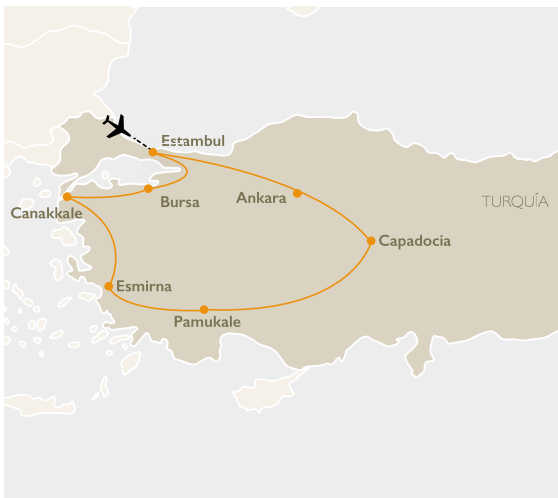 Estambul
Canakkale
Bursa
Ankara
TURQUÍA
Capadocia
Esmirna
Pamukale